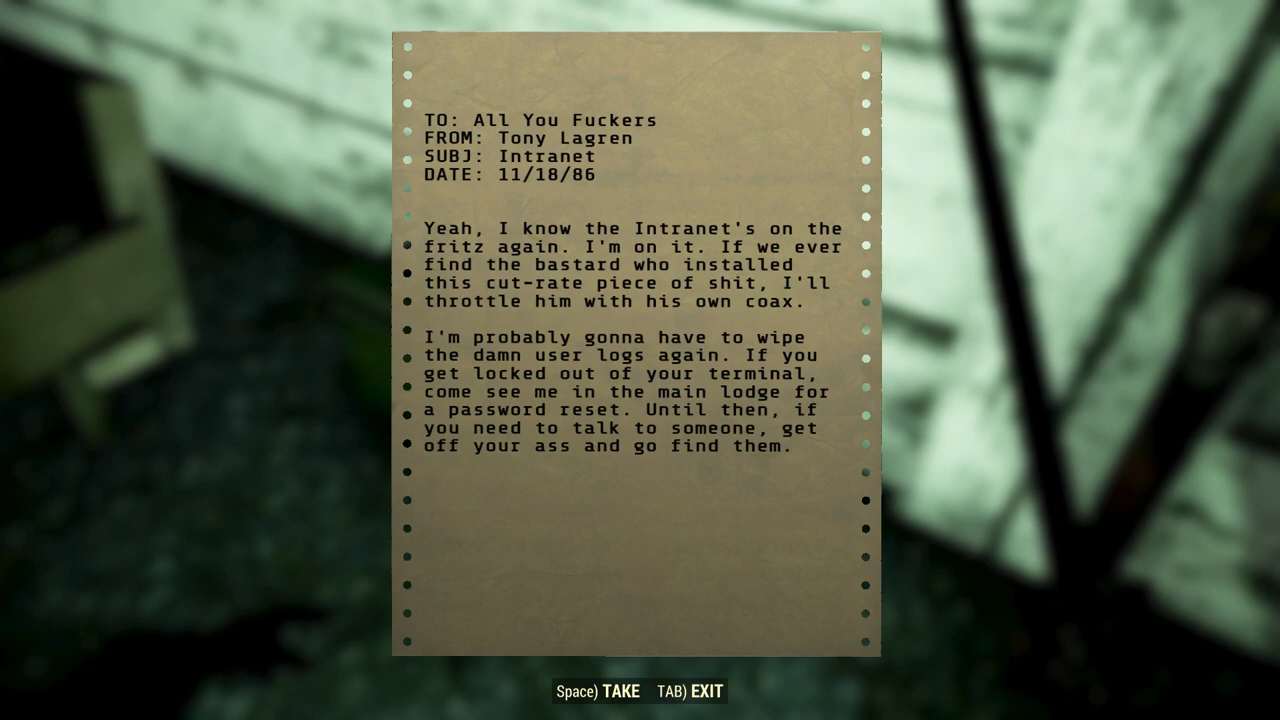 TO: All You Fuckers
FROM: Tony Lagren
SUBJ: Intranet
DATE: 11/18/86
Yeah, I know the Intranet's on the
fritz again. I'm on it. If we ever
find the bastard who installed
this cut-rate piece of shit, I'll
throttle him with his own coax.
I'm probably gonna have to wipe
the damn user logs again. If you
get locked out of your terminal,
come see me in the main lodge for
a password reset. Until then, if
you need to talk to someone, get
off your ass and go find them.
Space) TAKE TAB) EXIT